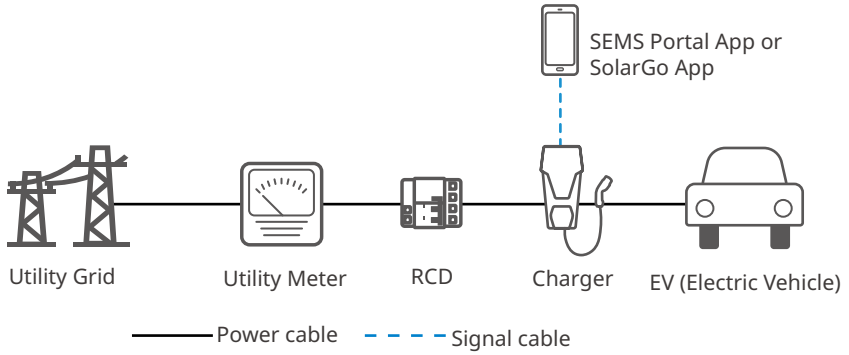 SEMS Portal App or
SolarGo App
Utility Grid
Utility Meter
RCD
Charger
EV (Electric Vehicle)
Power cable
Signal cable